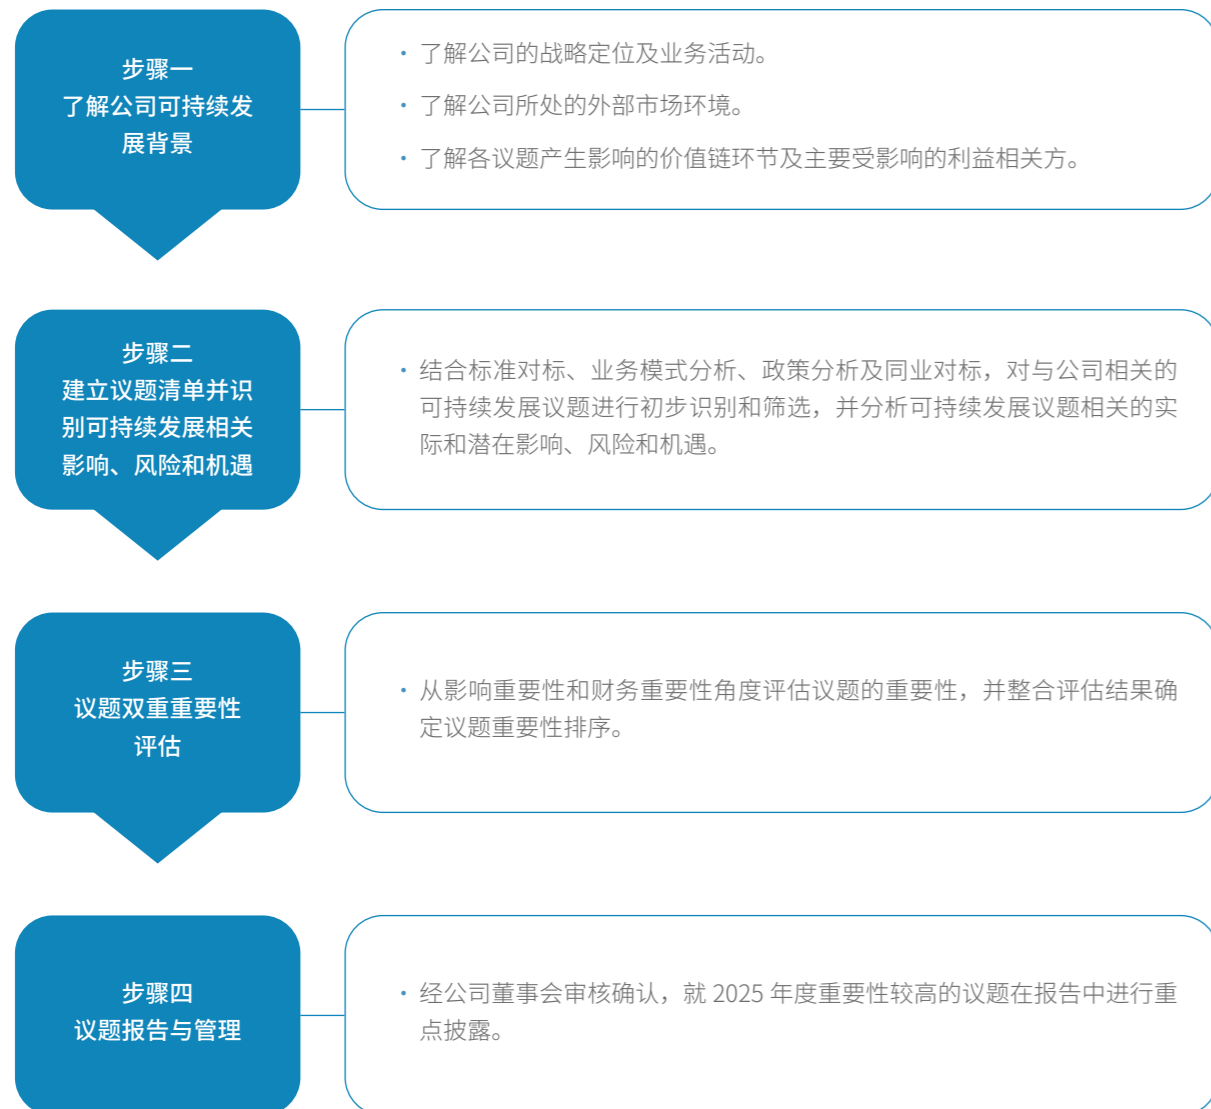 步骤一
了解公司可持续发
展背景
· 了解公司的战略定位及业务活动。
· 了解公司所处的外部市场环境。
· 了解各议题产生影响的价值链环节及主要受影响的利益相关方。
步骤二
建立议题清单并识
别可持续发展相关
影响、风险和机遇
· 结合标准对标、业务模式分析、政策分析及同业对标，对与公司相关的
可持续发展议题进行初步识别和筛选，并分析可持续发展议题相关的实
际和潜在影响、风险和机遇。
步骤三
议题双重重要性
评估
· 从影响重要性和财务重要性角度评估议题的重要性，并整合评估结果确
定议题重要性排序。
步骤四
议题报告与管理
· 经公司董事会审核确认，就 2025 年度重要性较高的议题在报告中进行重
点披露。